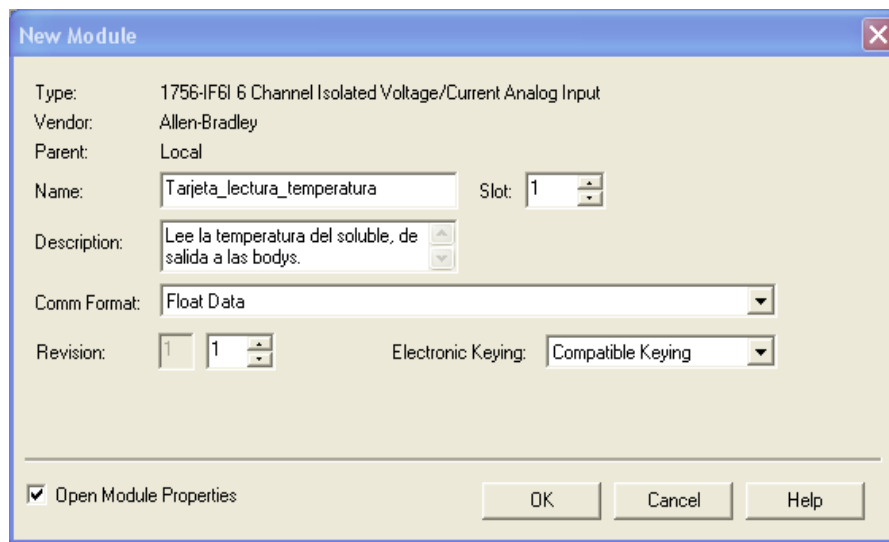 New Module
Type: 1756-IF6I 6 Channel Isolated Voltage/Current Analog Input
Vendor: Allen-Bradley
Parent: Local
Name: Tarjeta_lectura_temperatura Slot: 1
Description: Lee la temperatura del soluble, de
salida a las bodys.
Comm Format: Float Data
Revision: 1 1 Electronic Keying: Compatible Keying
Open Module Properties OK Cancel Help